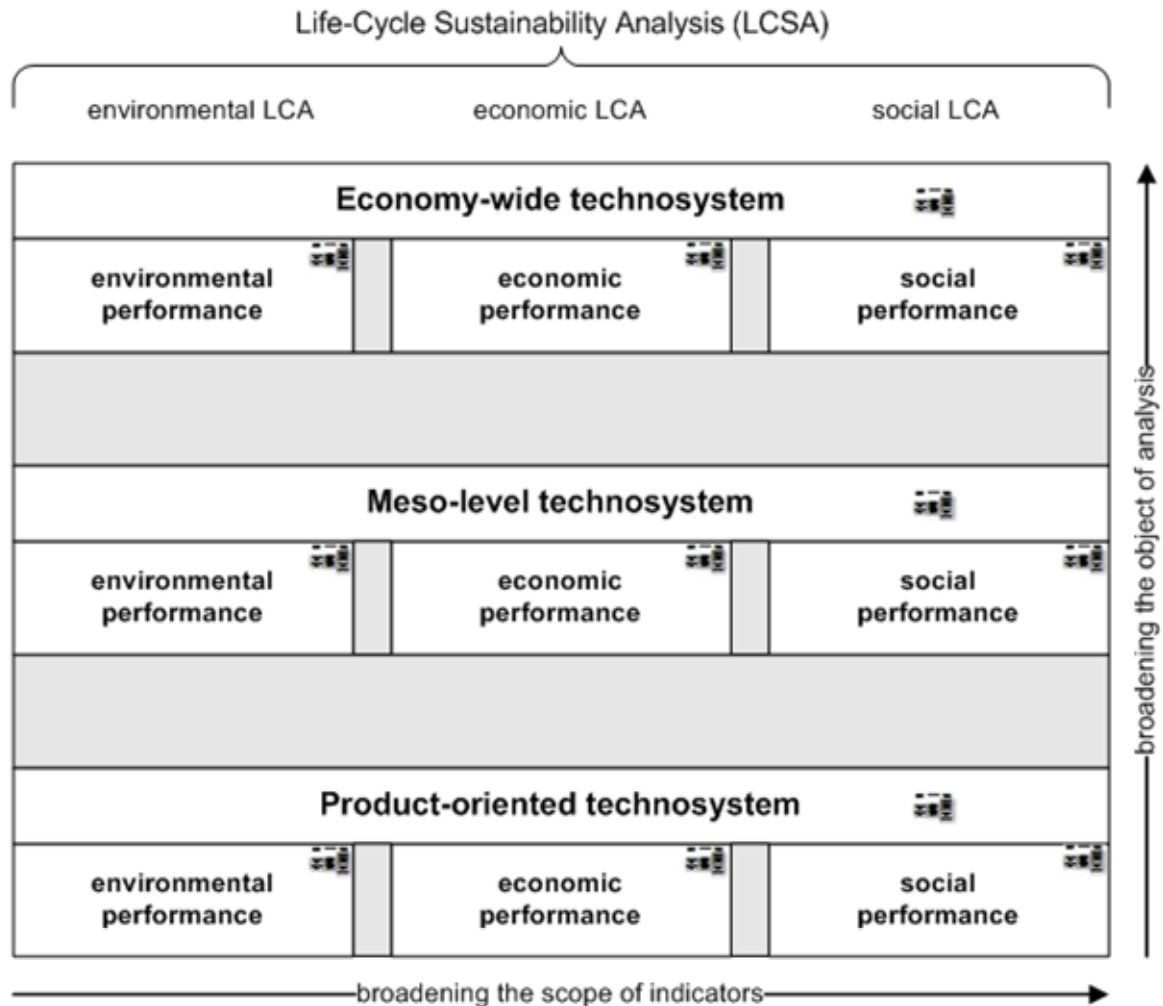 Life-Cycle Sustainability Analysis (LCSA)
environmental LCA
economic LCA
social LCA
Economy-wide technosystem
environmental
performance
economic
performance
social
performance
Meso-level technosystem
environmental
performance
economic
performance
social
performance
Product-oriented technosystem
environmental
performance
economic
performance
social
performance
broadening the object of analysis
broadening the scope of indicators